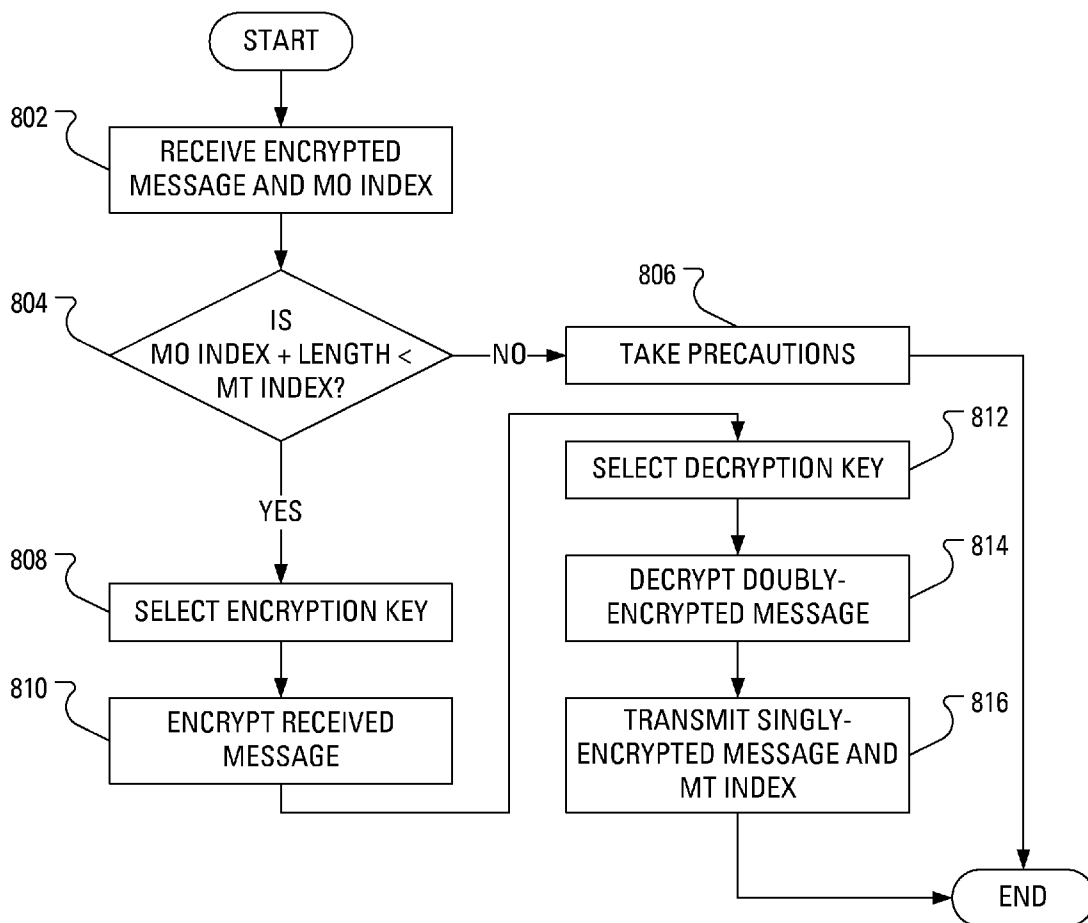 START
802
RECEIVE ENCRYPTED
MESSAGE AND MO INDEX
804
IS
MO INDEX + LENGTH <
MT INDEX?
NO
806
TAKE PRECAUTIONS
YES
808
SELECT ENCRYPTION KEY
810
ENCRYPT RECEIVED
MESSAGE
812
SELECT DECRYPTION KEY
814
DECRYPT DOUBLY-
ENCRYPTED MESSAGE
816
TRANSMIT SINGLY-
ENCRYPTED MESSAGE AND
MT INDEX
END